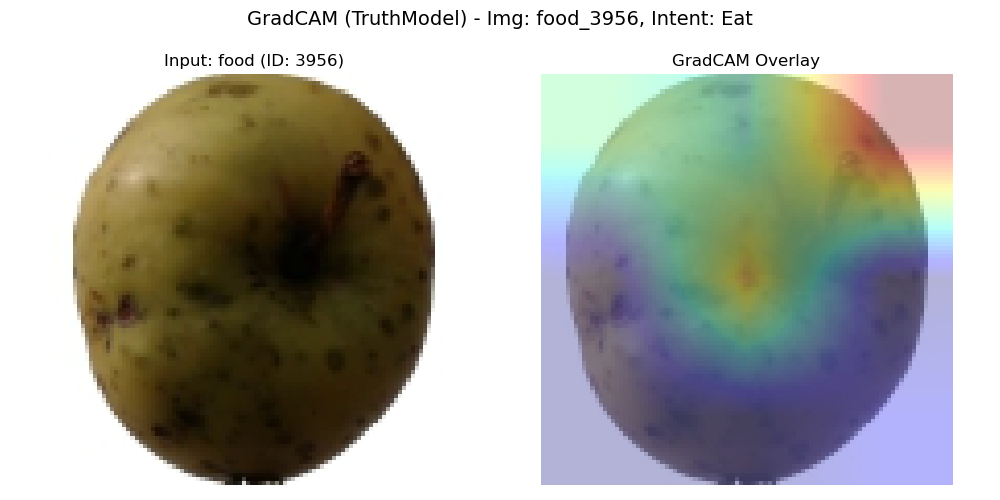 GradCAM (TruthModel) - Img: food_3956, Intent: Eat
Input: food (ID: 3956)
GradCAM Overlay